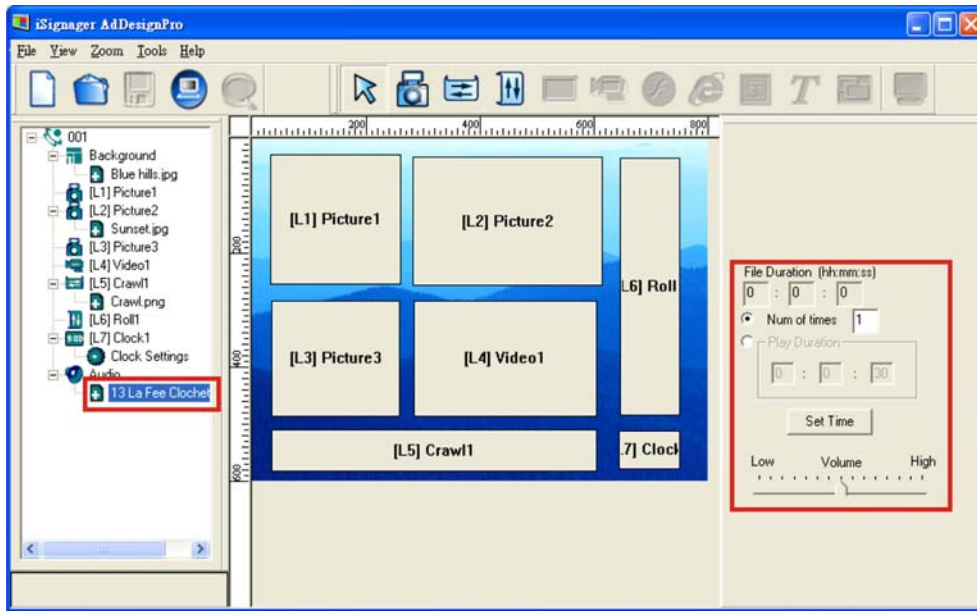 iSignager AdDesignPro
File View Zoom Tools Help
001
Background
Blue hills.jpg
[L1] Picture1
[L2] Picture2
Sunset.jpg
[L3] Picture3
[L4] Video1
[L5] Crawl1
Crawl.png
[L6] Roll1
[L7] Clock1
Clock Settings
Audio
13 La Fee Clochet
200 400 600 800
200
400
600
[L1] Picture1
[L2] Picture2
L6] Roll
[L3] Picture3
[L4] Video1
[L5] Crawl1
.7] Clock
File Duration (hh:mm:ss)
0 : 0 : 0
Num of times 1
Play Duration
0 : 0 : 30
Set Time
Low Volume High